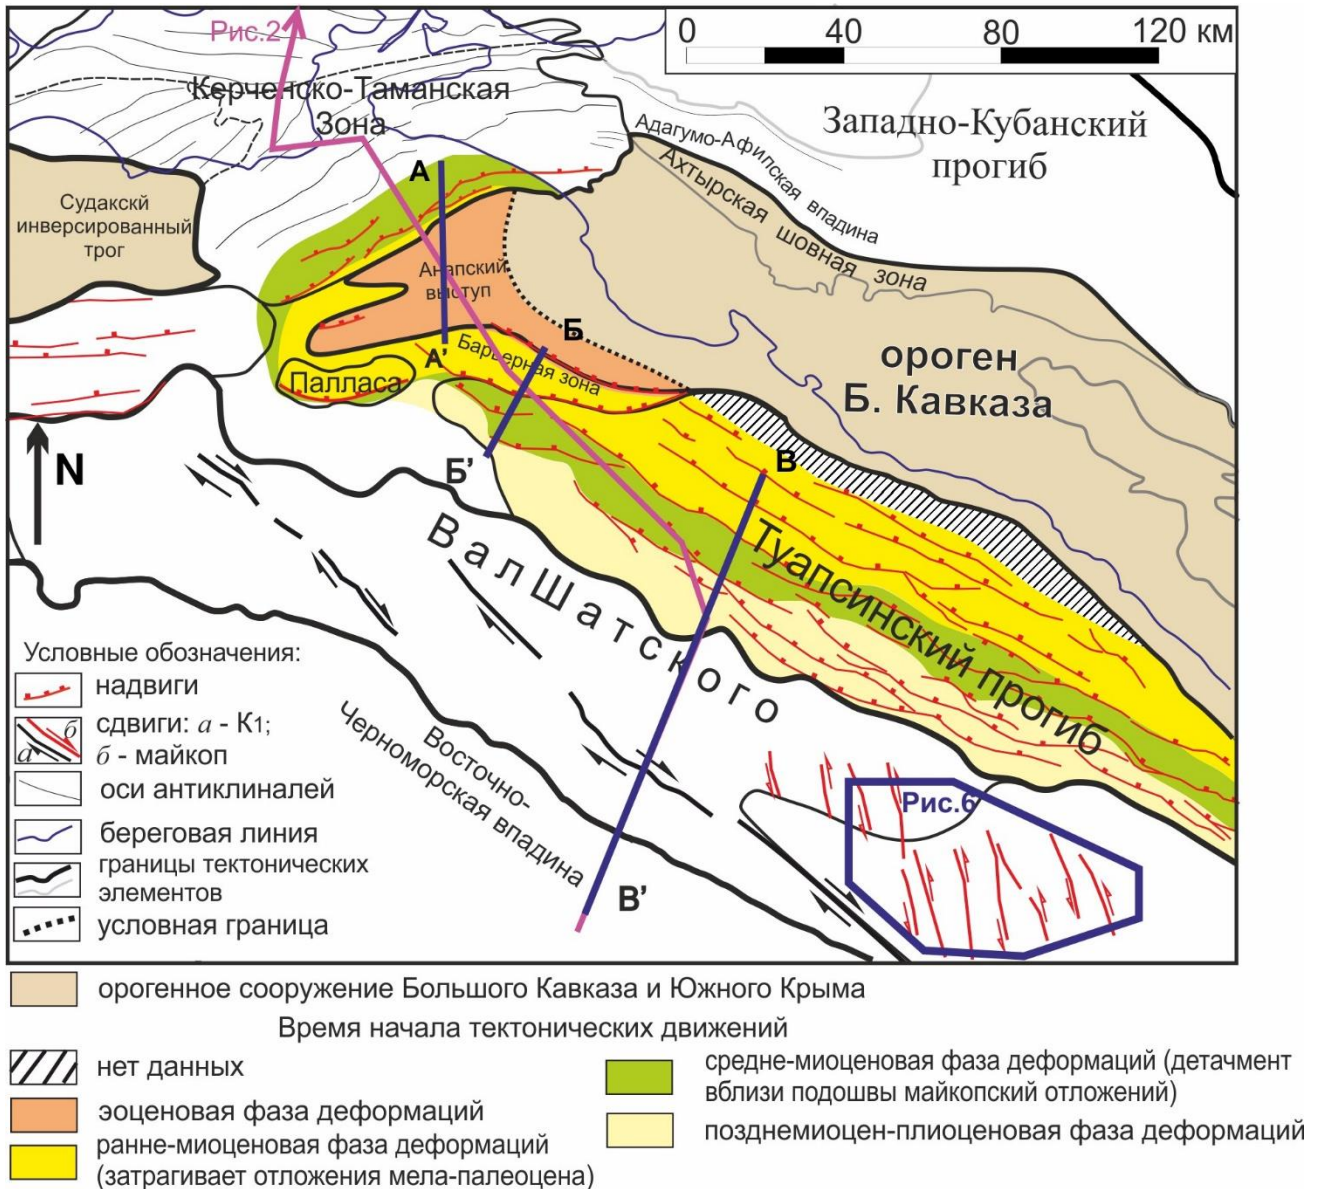 Рис.2
0 40 80 120 км
Керченско-Таманская
Зона
Западно-Кубанский
прогиб
Адагумо-Афипская впадина
Ахтырская шовная зона
А
Судакскй
инверсированный
трог
Анапский
выступ
А'
Б
Барьерная зона
Палласа
ороген
Б. Кавказа
N
Б'
В
Вал Шатского
Туапсинский прогиб
Восточно-
Черноморская впадина
В'
Рис.6
Условные обозначения:
надвиги
а б
сдвиги: а - К1;
б - майкоп
оси антиклиналей
береговая линия
границы тектонических
элементов
условная граница
орогенное сооружение Большого Кавказа и Южного Крыма
Время начала тектонических движений
нет данных
эоценовая фаза деформаций
ранне-миоценовая фаза деформаций
(затрагивает отложения мела-палеоцена)
средне-миоценовая фаза деформаций (детачмент
вблизи подошвы майкопский отложений)
позднемиоцен-плиоценовая фаза деформаций